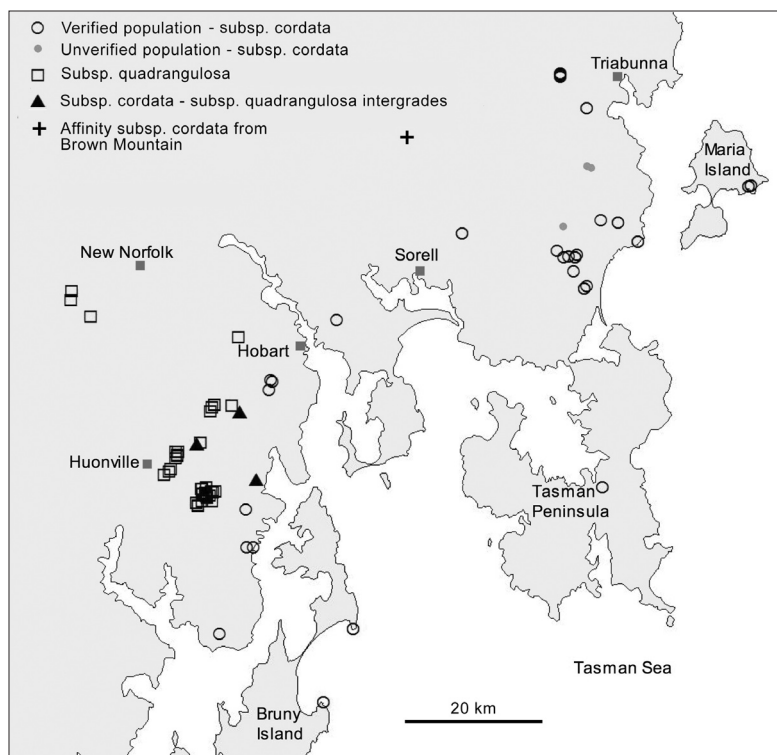 Verified population - subsp. cordata
Unverified population - subsp. cordata
Subsp. quadrangulosa
Subsp. cordata - subsp. quadrangulosa intergrades
Affinity subsp. cordata from
Brown Mountain
Triabunna
Maria
Island
New Norfolk
Sorell
Hobart
Huonville
Tasman
Peninsula
Tasman Sea
Bruny
Island
20 km